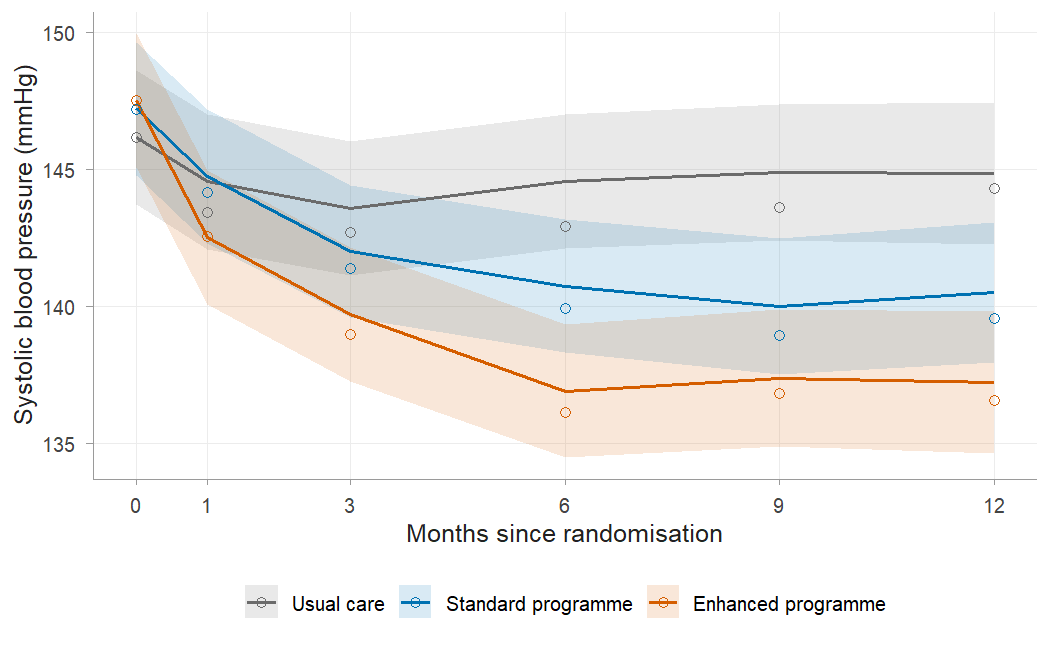 Systolic blood pressure (mmHg)
150
145
140
135
0 1 3 6 9 12
Months since randomisation
Usual care Standard programme Enhanced programme